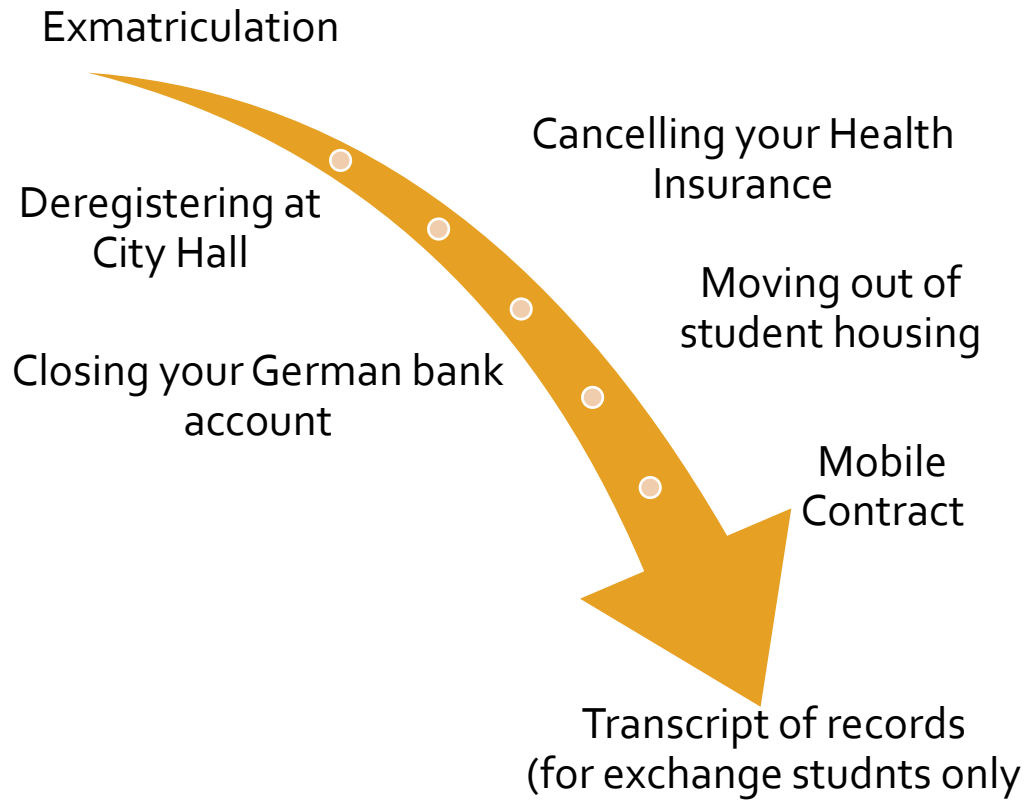 Exmatriculation
Cancelling your Health
Insurance
Deregistering at
City Hall
Moving out of
student housing
Closing your German bank
account
Mobile
Contract
Transcript of records
(for exchange studnts only